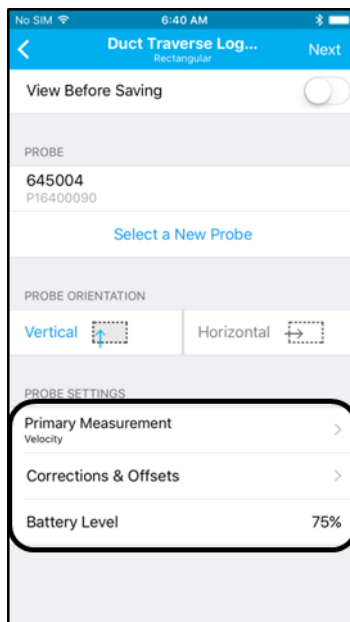 No SIM 6:40 AM
Duct Traverse Log... Next
Rectangular
View Before Saving
PROBE
645004
P16400090
Select a New Probe
PROBE ORIENTATION
Vertical Horizontal
PROBE SETTINGS
Primary Measurement
Velocity
Corrections & Offsets
Battery Level 75%